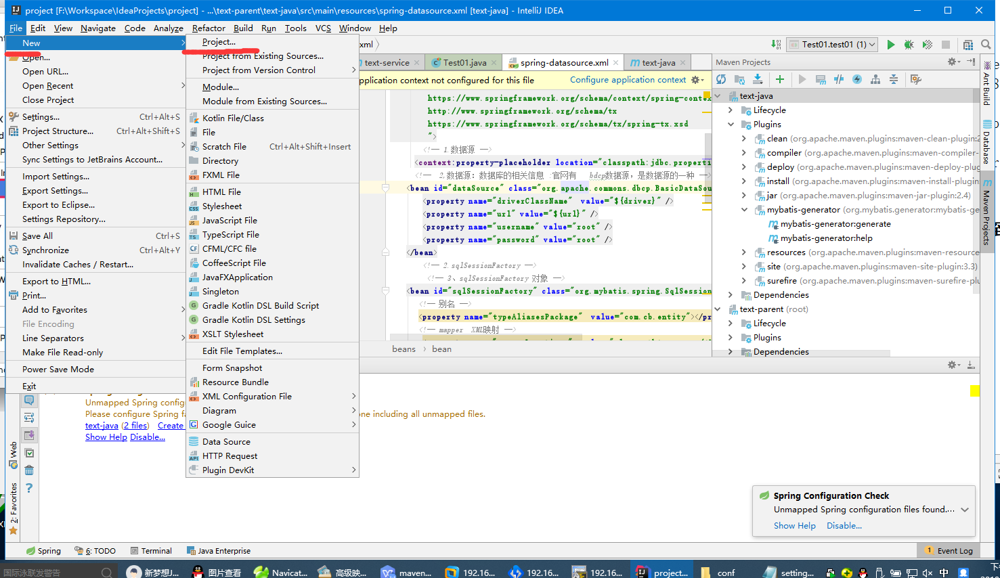 project [F:\Workspace\IdeaProjects\project] - ...\text-parent\text-java\src\main\resources\spring-datasource.xml [text-java] - IntelliJ IDEA
File Edit View Navigate Code Analyze Refactor Build Run Tools VCS Window Help
New
Open...
Open URL...
Open Recent
Close Project
Settings... Ctrl+Alt+S
Project Structure... Ctrl+Alt+Shift+S
Other Settings
Sync Settings to JetBrains Account...
Import Settings...
Export Settings...
Export to Eclipse...
Settings Repository...
Save All Ctrl+S
Synchronize Ctrl+Alt+Y
Invalidate Caches / Restart...
Export to HTML...
Print...
Add to Favorites
File Encoding
Line Separators
Make File Read-only
Power Save Mode
Exit
Project...
Project from Existing Sources...
Project from Version Control
Module...
Module from Existing Sources...
Kotlin File/Class
File
Scratch File Ctrl+Alt+Shift+Insert
Directory
FXML File
HTML File
Stylesheet
JavaScript File
TypeScript File
CFML/CFC file
CoffeeScript File
JavaFXApplication
Singleton
Gradle Kotlin DSL Build Script
Gradle Kotlin DSL Settings
XSLT Stylesheet
Edit File Templates...
Form Snapshot
Resource Bundle
XML Configuration File
Diagram
Google Guice
Data Source
HTTP Request
Plugin DevKit
xml
Test01.test01 (1)
text-service Test01.java spring-datasource.xml text-java
pplication context not configured for this file Configure application context
https://www.springframework.org/schema/context/spring-conte
http://www.springframework.org/schema/tx
https://www.springframework.org/schema/tx/spring-tx.xsd
">
<!-- 1.数据源 -->
<context:property-placeholder location="classpath:jdbc.properti
<!-- 2.数据源：数据库的相关信息 官网有 bdcp数据源，是数据源的一种 -->
<bean id="dataSource" class="org.apache.commons.dbcp.BasicDataSou
<property name="driverClassName" value="${driver}" />
<property name="url" value="${url}" />
<property name="username" value="root" />
<property name="password" value="root" />
</bean>
<!-- 2.sqlSessionFactory -->
<!-- 3、sqlSessionFactory 对象 -->
<bean id="sqlSessionFactory" class="org.mybatis.spring.SqlSession
<!-- 别名 -->
<property name="typeAliasesPackage" value="com.cb.entity"></pr
<!-- mapper XML映射 -->
beans bean
Maven Projects
text-java
Lifecycle
Plugins
clean (org.apache.maven.plugins:maven-clean-plugin:2
compiler (org.apache.maven.plugins:maven-compiler-
deploy (org.apache.maven.plugins:maven-deploy-plu
install (org.apache.maven.plugins:maven-install-plugin
jar (org.apache.maven.plugins:maven-jar-plugin:2.4)
mybatis-generator (org.mybatis.generator:mybatis-ge
mybatis-generator:generate
mybatis-generator:help
resources (org.apache.maven.plugins:maven-resource
site (org.apache.maven.plugins:maven-site-plugin:3.3)
surefire (org.apache.maven.plugins:maven-surefire-plu
Dependencies
text-parent (root)
Lifecycle
Plugins
Dependencies
Ant Build
Database
Maven Projects
Unmapped Spring config
Please configure Spring fa ne including all unmapped files.
text-java (2 files) Create
Show Help Disable...
Web
2: Favorites
Spring Configuration Check
Unmapped Spring configuration files found....
Show Help Disable...
Spring 6: TODO Terminal Java Enterprise 1 Event Log
国际泳联发警告 新梦想J... 图片查看 Navicat... 高级映... maven... 192.16... 192.16... 192.16... project... conf setting... 中